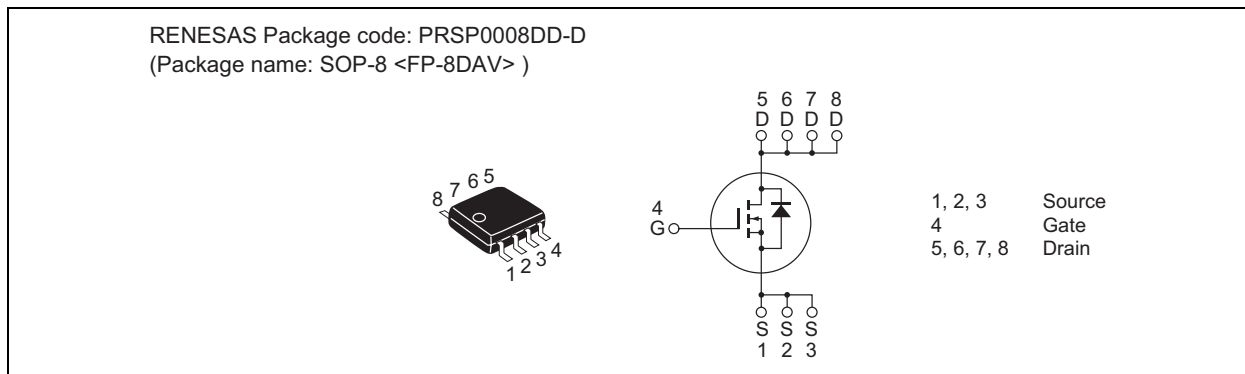 RENESAS Package code: PRSP0008DD-D
(Package name: SOP-8 <FP-8DAV> )
5 6 7 8
D D D D
8 7 6 5
4
G
1 2 3 4
S S S
1 2 3
1, 2, 3 Source
4 Gate
5, 6, 7, 8 Drain